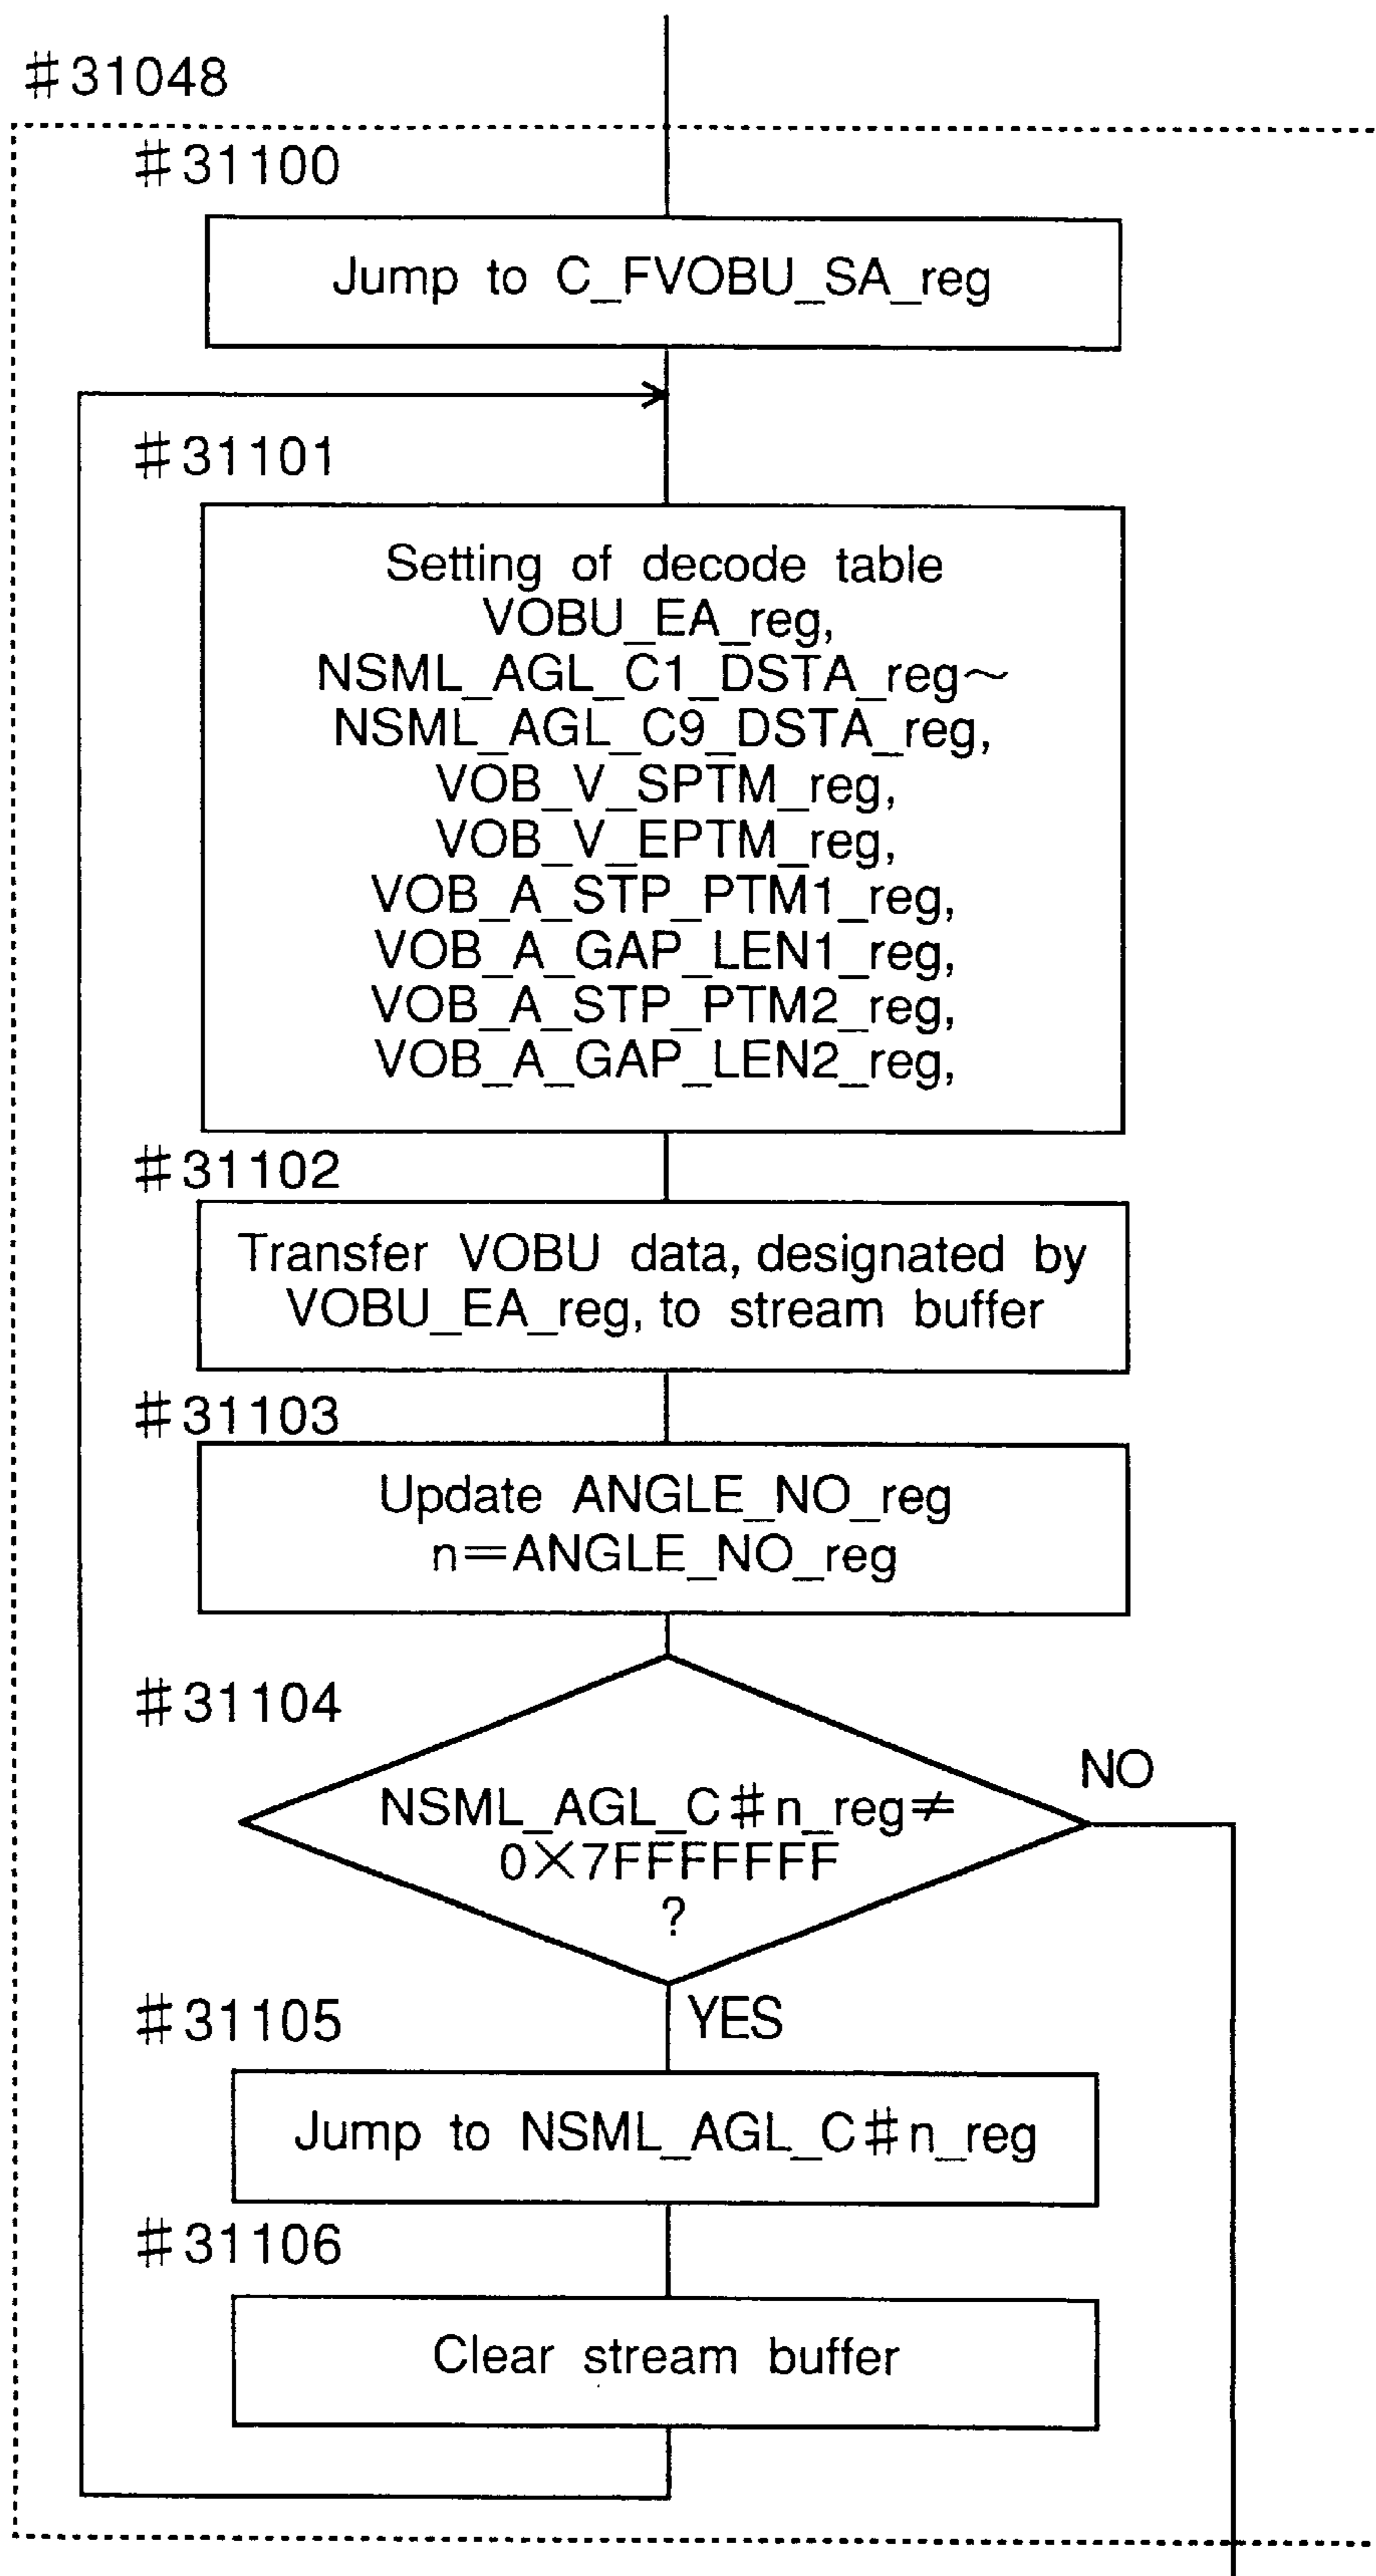 #31048
#31100
Jump to C_FVOBU_SA_reg
#31101
Setting of decode table
VOBU_EA_reg,
NSML_AGL_C1_DSTA_reg~
NSML_AGL_C9_DSTA_reg,
VOB_V_SPTM_reg,
VOB_V_EPTM_reg,
VOB_A_STP_PTM1_reg,
VOB_A_GAP_LEN1_reg,
VOB_A_STP_PTM2_reg,
VOB_A_GAP_LEN2_reg,
#31102
Transfer VOBU data, designated by
VOBU_EA_reg, to stream buffer
#31103
Update ANGLE_NO_reg
n=ANGLE_NO_reg
#31104
NO
NSML_AGL_C#n_reg≠
0×7FFFFFFF
?
#31105
YES
Jump to NSML_AGL_C#n_reg
#31106
Clear stream buffer